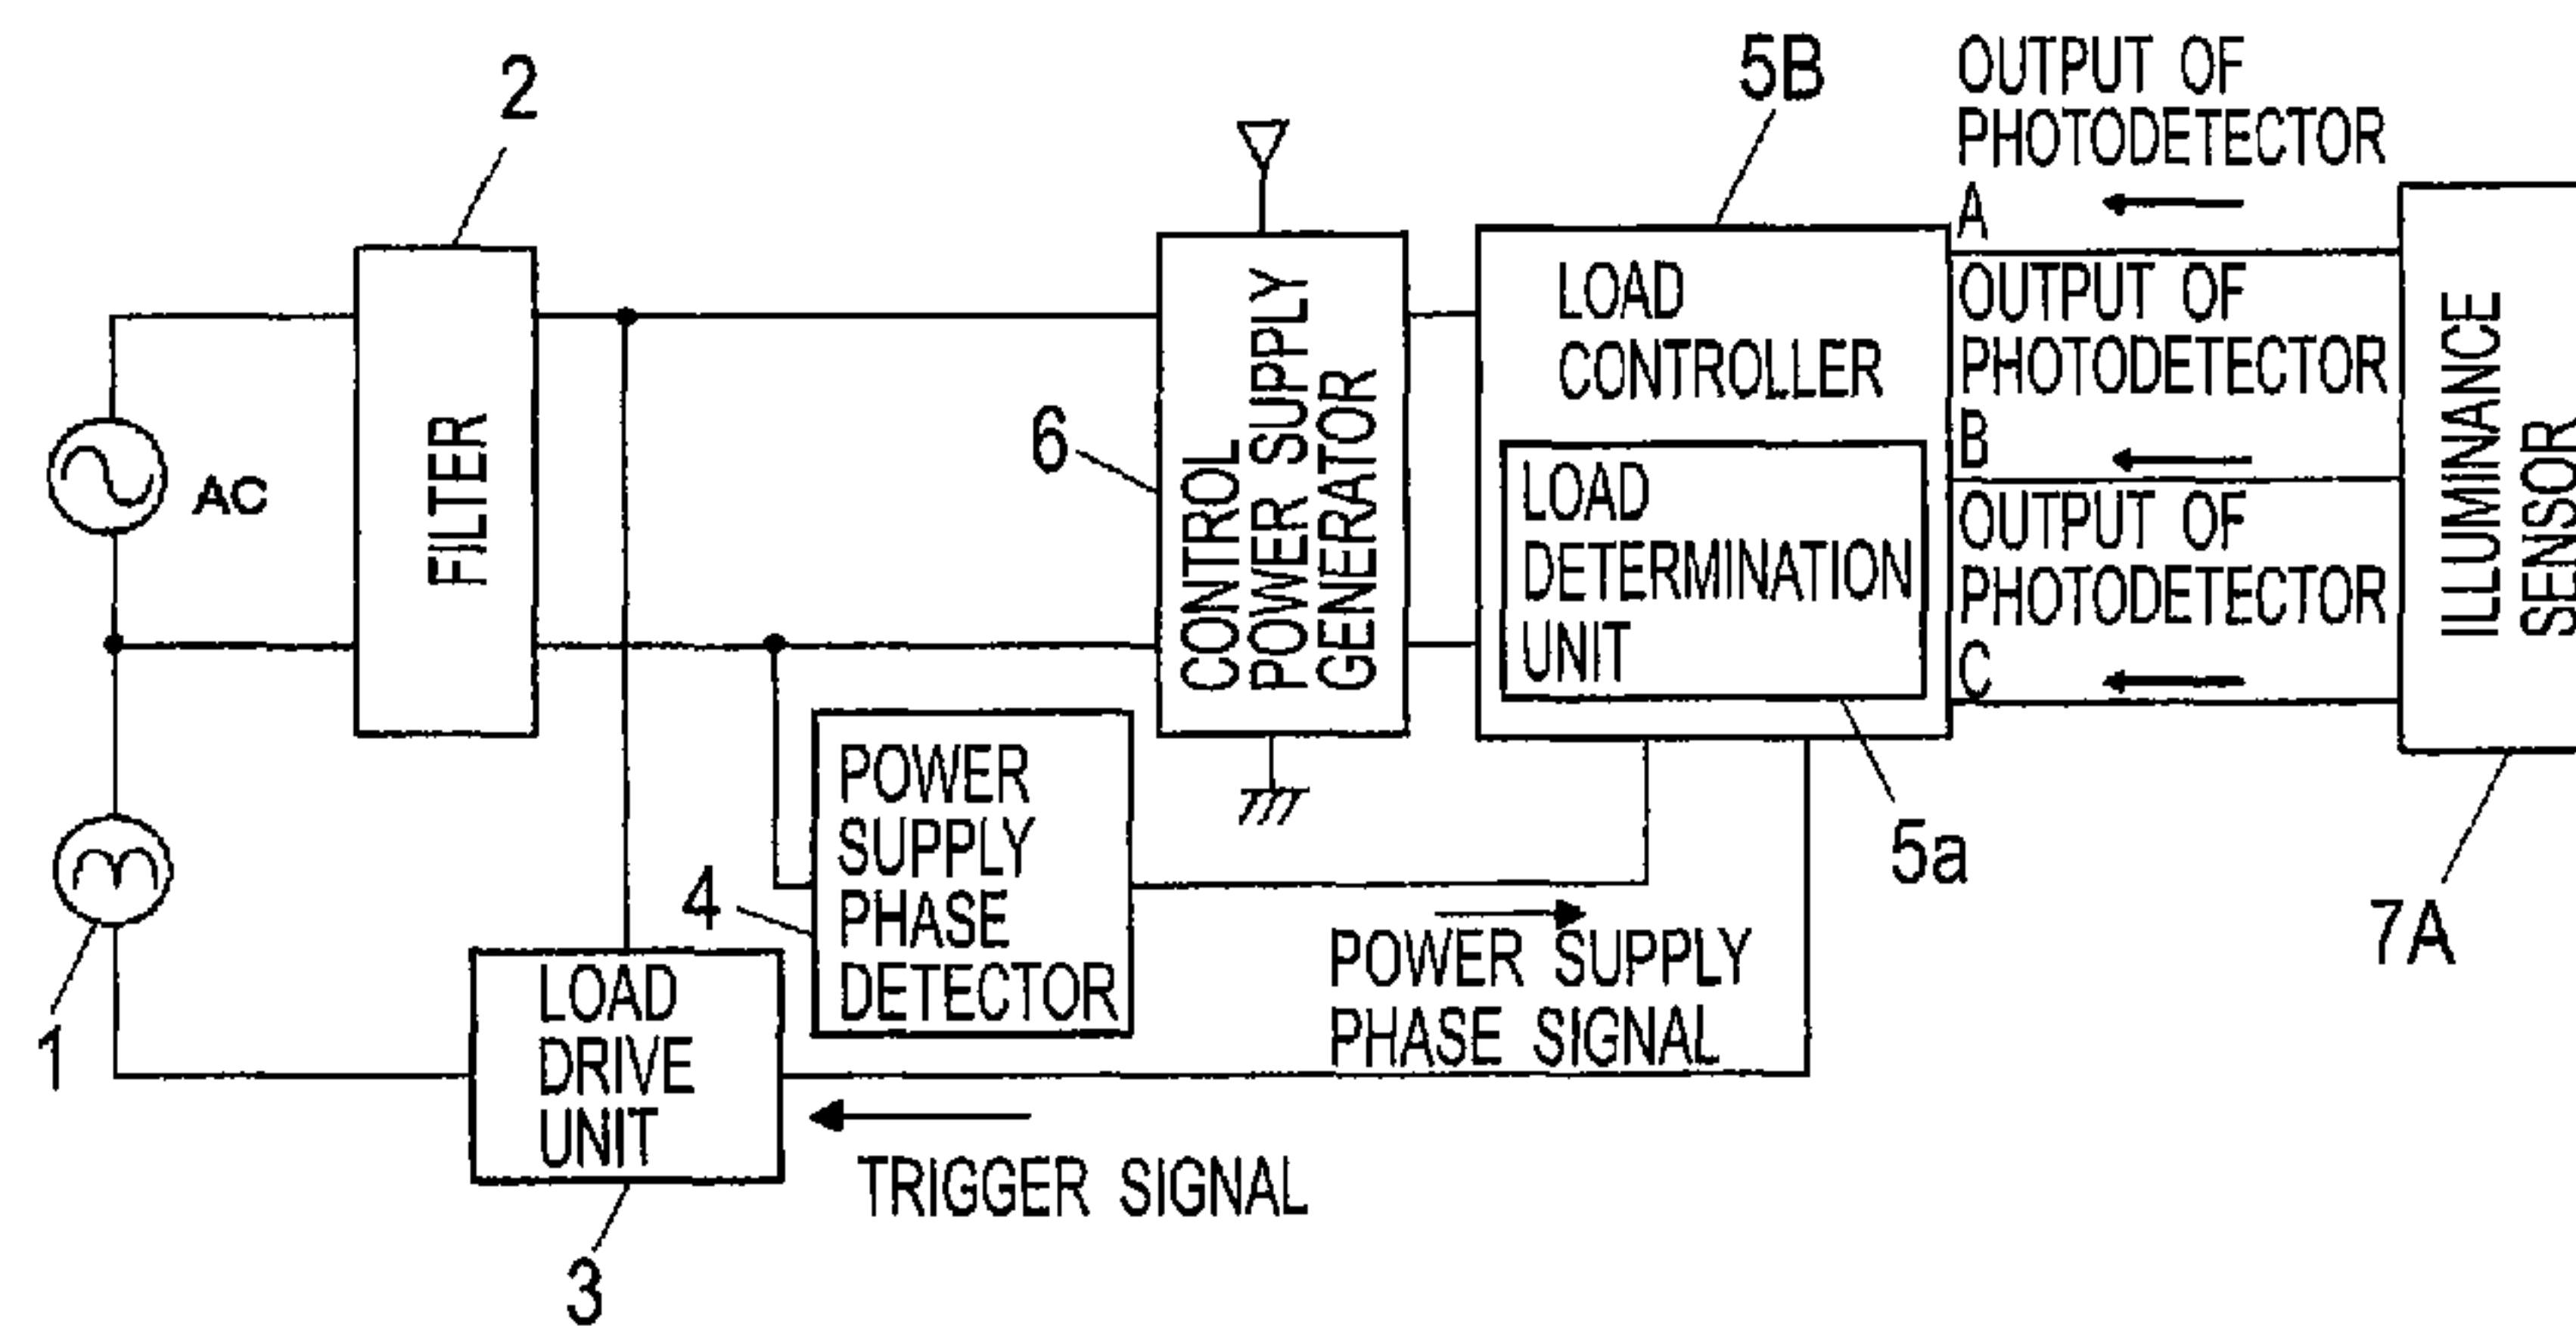 2
5B
OUTPUT OF
PHOTODETECTOR
A
FILTER
AC
6
CONTROL
POWER SUPPLY
GENERATOR
LOAD
CONTROLLER
LOAD
DETERMINATION
UNIT
OUTPUT OF
PHOTODETECTOR
B
OUTPUT OF
PHOTODETECTOR
C
ILLUMINANCE
SENSOR
4
POWER
SUPPLY
PHASE
DETECTOR
5a
7A
POWER SUPPLY
PHASE SIGNAL
1
LOAD
DRIVE
UNIT
TRIGGER SIGNAL
3